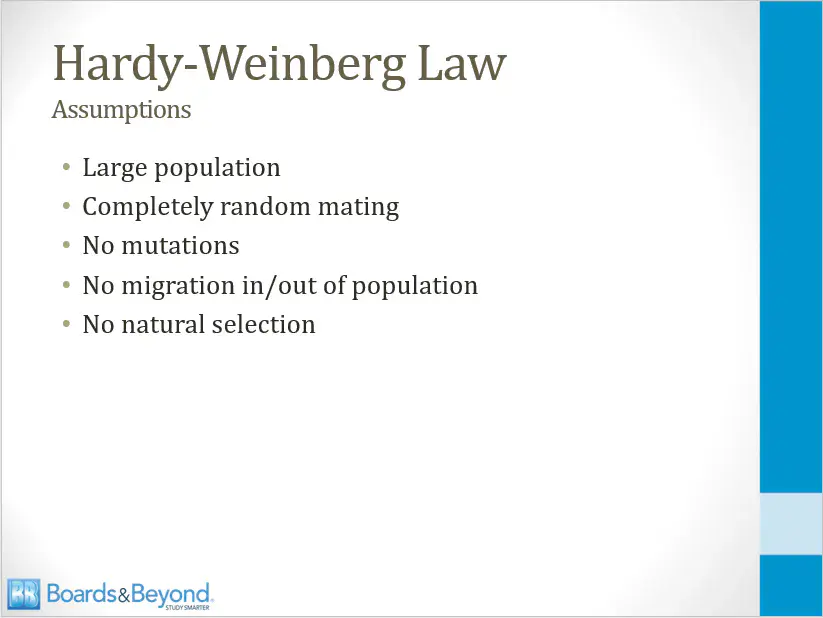 Hardy-Weinberg Law
Assumptions
• Large population
• Completely random mating
• No mutations
• No migration in/out of population
• No natural selection
BB Boards&Beyond.
STUDY SMARTER